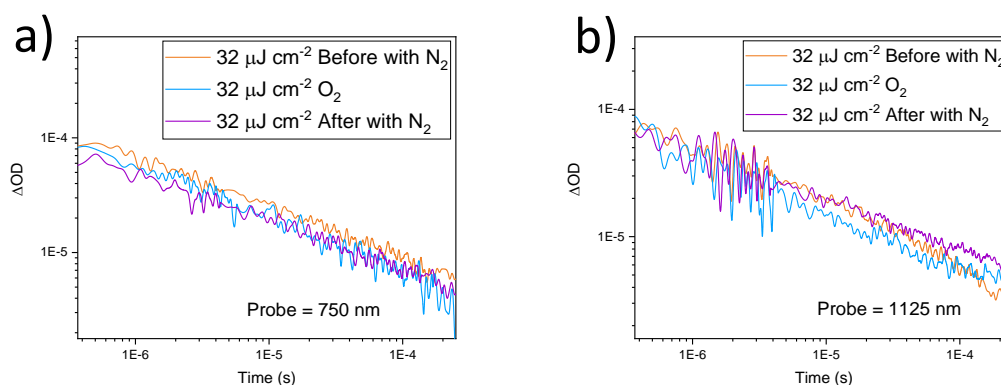 a)
32 μJ cm⁻² Before with N₂
32 μJ cm⁻² O₂
32 μJ cm⁻² After with N₂
1E-4
1E-5
ΔOD
Probe = 750 nm
1E-6
1E-5
1E-4
Time (s)
b)
32 μJ cm⁻² Before with N₂
32 μJ cm⁻² O₂
32 μJ cm⁻² After with N₂
1E-4
1E-5
ΔOD
Probe = 1125 nm
1E-6
1E-5
1E-4
Time (s)